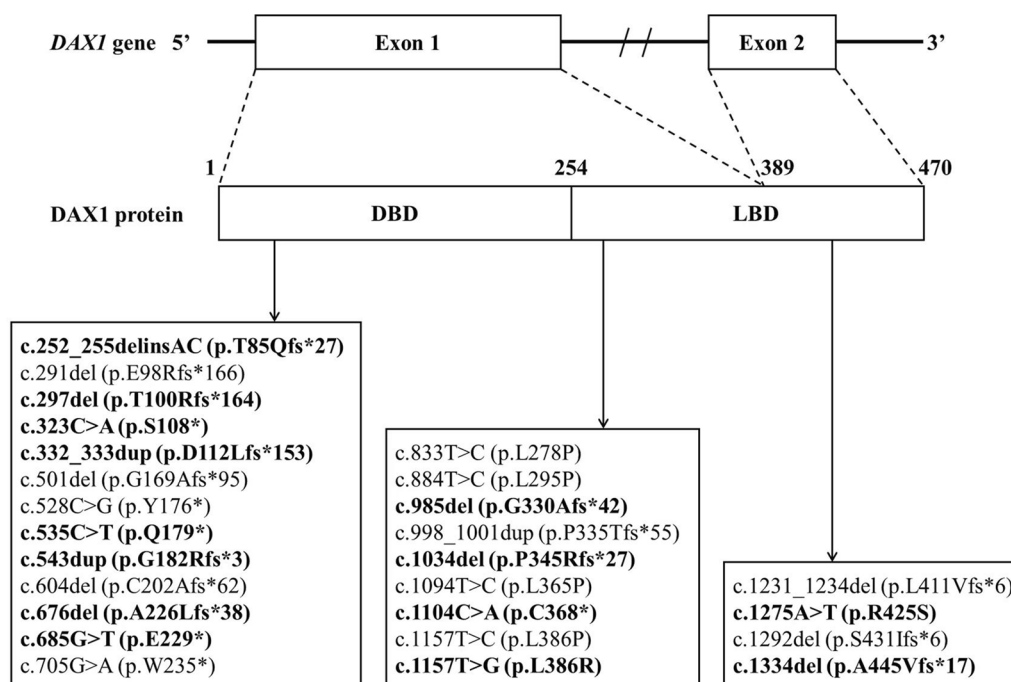 DAX1 gene 5’ Exon 1 Exon 2 3’
1 254 389 470
DAX1 protein DBD LBD
c.252_255delinsAC (p.T85Qfs*27)
c.291del (p.E98Rfs*166)
c.297del (p.T100Rfs*164)
c.323C>A (p.S108*)
c.332_333dup (p.D112Lfs*153)
c.501del (p.G169Afs*95)
c.528C>G (p.Y176*)
c.535C>T (p.Q179*)
c.543dup (p.G182Rfs*3)
c.604del (p.C202Afs*62)
c.676del (p.A226Lfs*38)
c.685G>T (p.E229*)
c.705G>A (p.W235*)
c.833T>C (p.L278P)
c.884T>C (p.L295P)
c.985del (p.G330Afs*42)
c.998_1001dup (p.P335Tfs*55)
c.1034del (p.P345Rfs*27)
c.1094T>C (p.L365P)
c.1104C>A (p.C368*)
c.1157T>C (p.L386P)
c.1157T>G (p.L386R)
c.1231_1234del (p.L411Vfs*6)
c.1275A>T (p.R425S)
c.1292del (p.S431Ifs*6)
c.1334del (p.A445Vfs*17)